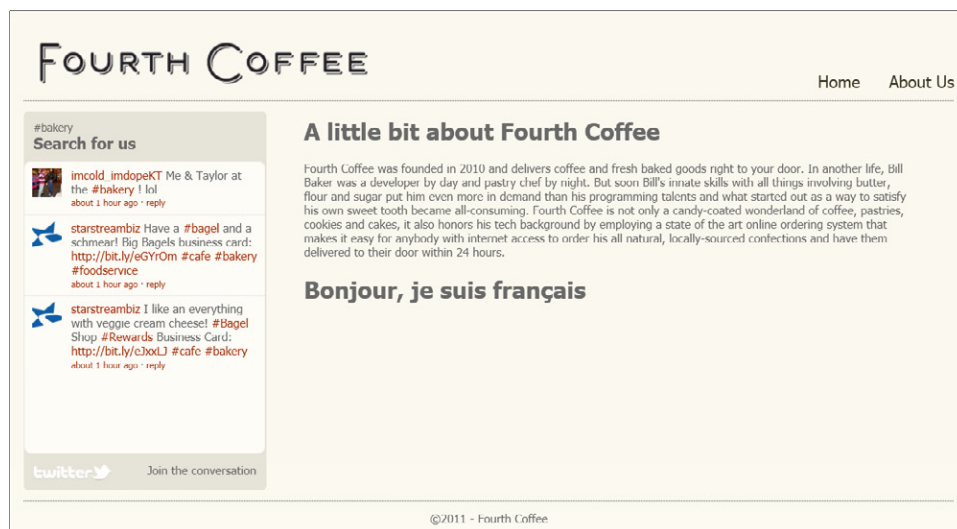 Fourth Coffee
Home About Us
#bakery
Search for us
imcold_imdopeKT Me & Taylor at
the #bakery ! lol
about 1 hour ago · reply
starstreambiz Have a #bagel and a
schmear! Big Bagels business card:
http://bit.ly/eGYrOm #cafe #bakery
#foodservice
about 1 hour ago · reply
starstreambiz I like an everything
with veggie cream cheese! #Bagel
Shop #Rewards Business Card:
http://bit.ly/eJxxLJ #cafe #bakery
about 1 hour ago · reply
twitter
Join the conversation
A little bit about Fourth Coffee
Fourth Coffee was founded in 2010 and delivers coffee and fresh baked goods right to your door. In another life, Bill
Baker was a developer by day and pastry chef by night. But soon Bill's innate skills with all things involving butter,
flour and sugar put him even more in demand than his programming talents and what started out as a way to satisfy
his own sweet tooth became all-consuming. Fourth Coffee is not only a candy-coated wonderland of coffee, pastries,
cookies and cakes, it also honors his tech background by employing a state of the art online ordering system that
makes it easy for anybody with internet access to order his all natural, locally-sourced confections and have them
delivered to their door within 24 hours.
Bonjour, je suis français
©2011 - Fourth Coffee